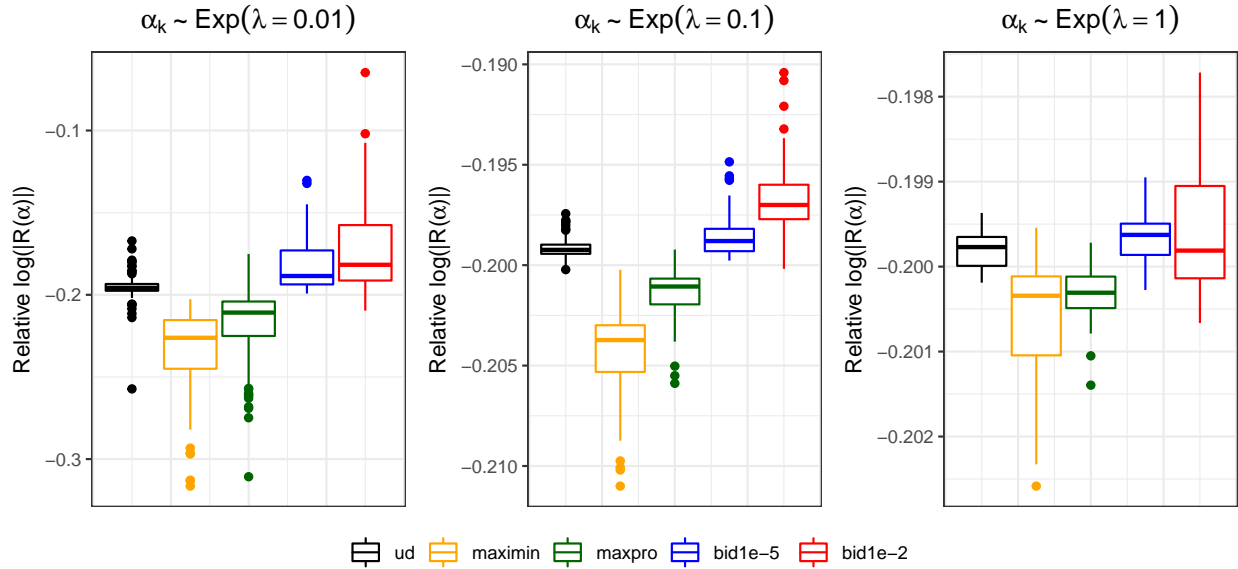 αk ~ Exp(λ = 0.01)
Relative log(|R(α)|)
−0.1
−0.2
−0.3
αk ~ Exp(λ = 0.1)
Relative log(|R(α)|)
−0.190
−0.195
−0.200
−0.205
−0.210
αk ~ Exp(λ = 1)
Relative log(|R(α)|)
−0.198
−0.199
−0.200
−0.201
−0.202
ud maximin maxpro bid1e−5 bid1e−2